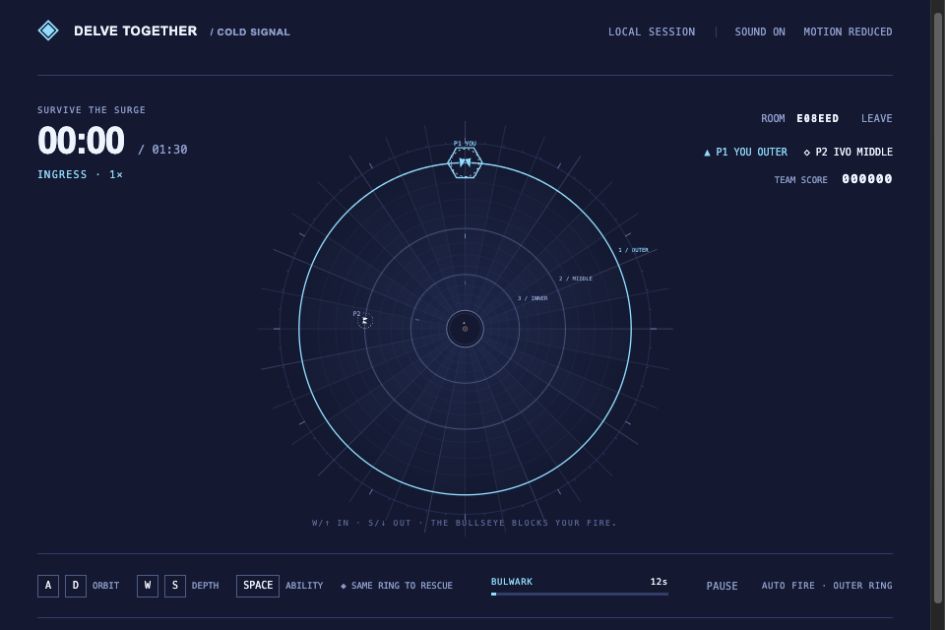 DELVE TOGETHER / COLD SIGNAL
LOCAL SESSION | SOUND ON MOTION REDUCED
SURVIVE THE SURGE
00:00 / 01:30
INGRESS · 1×
ROOM E08EED LEAVE
▲ P1 YOU OUTER ◇ P2 IVO MIDDLE
TEAM SCORE 000000
P1 YOU
1 / OUTER
2 / MIDDLE
3 / INNER
P2
W/↑ IN · S/↓ OUT · THE BULLSEYE BLOCKS YOUR FIRE.
A D ORBIT W S DEPTH SPACE ABILITY ◈ SAME RING TO RESCUE BULWARK 12s PAUSE AUTO FIRE · OUTER RING